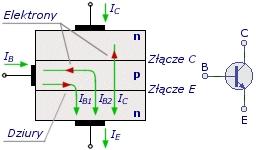 Elektrony
I_C
n
Złącze C
I_B
p
Złącze E
I_B1 I_B2 I_C
Dziury
n
I_E
C
B
E